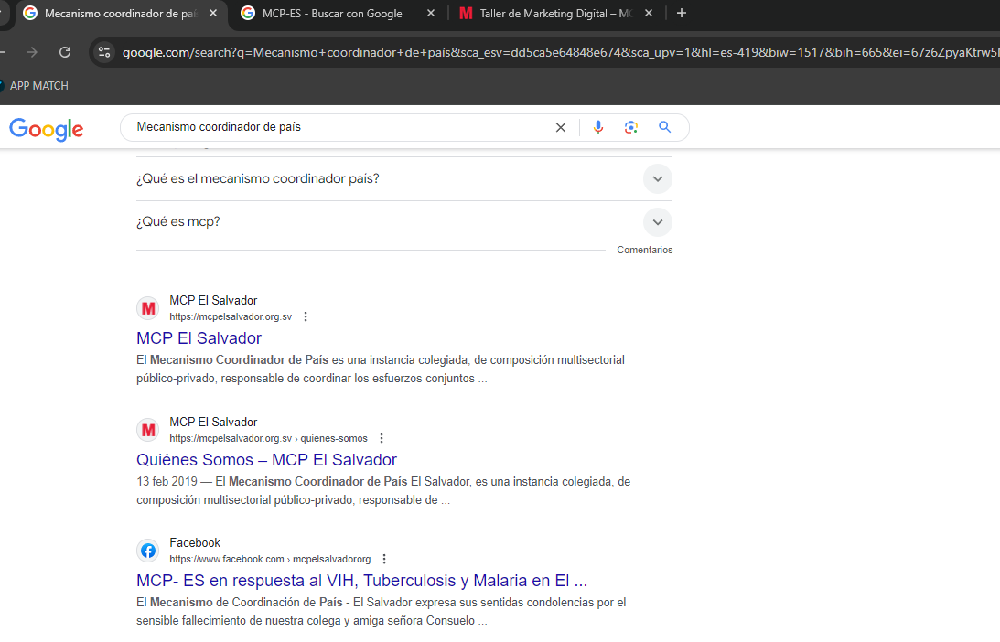 Mecanismo coordinador de paí
MCP-ES - Buscar con Google
Taller de Marketing Digital – MC
google.com/search?q=Mecanismo+coordinador+de+país&sca_esv=dd5ca5e64848e674&sca_upv=1&hl=es-419&biw=1517&bih=665&ei=67z6ZpyaKtrw5
APP MATCH
Google
Mecanismo coordinador de país
¿Qué es el mecanismo coordinador país?
¿Qué es mcp?
Comentarios
M
MCP El Salvador
https://mcpelsalvador.org.sv
MCP El Salvador
El Mecanismo Coordinador de País es una instancia colegiada, de composición multisectorial
público-privado, responsable de coordinar los esfuerzos conjuntos ...
M
MCP El Salvador
https://mcpelsalvador.org.sv › quienes-somos
Quiénes Somos – MCP El Salvador
13 feb 2019 — El Mecanismo Coordinador de País El Salvador, es una instancia colegiada, de
composición multisectorial público-privado, responsable de ...
Facebook
https://www.facebook.com › mcpelsalvadororg
MCP- ES en respuesta al VIH, Tuberculosis y Malaria en El ...
El Mecanismo de Coordinación de País - El Salvador expresa sus sentidas condolencias por el
sensible fallecimiento de nuestra colega y amiga señora Consuelo ...